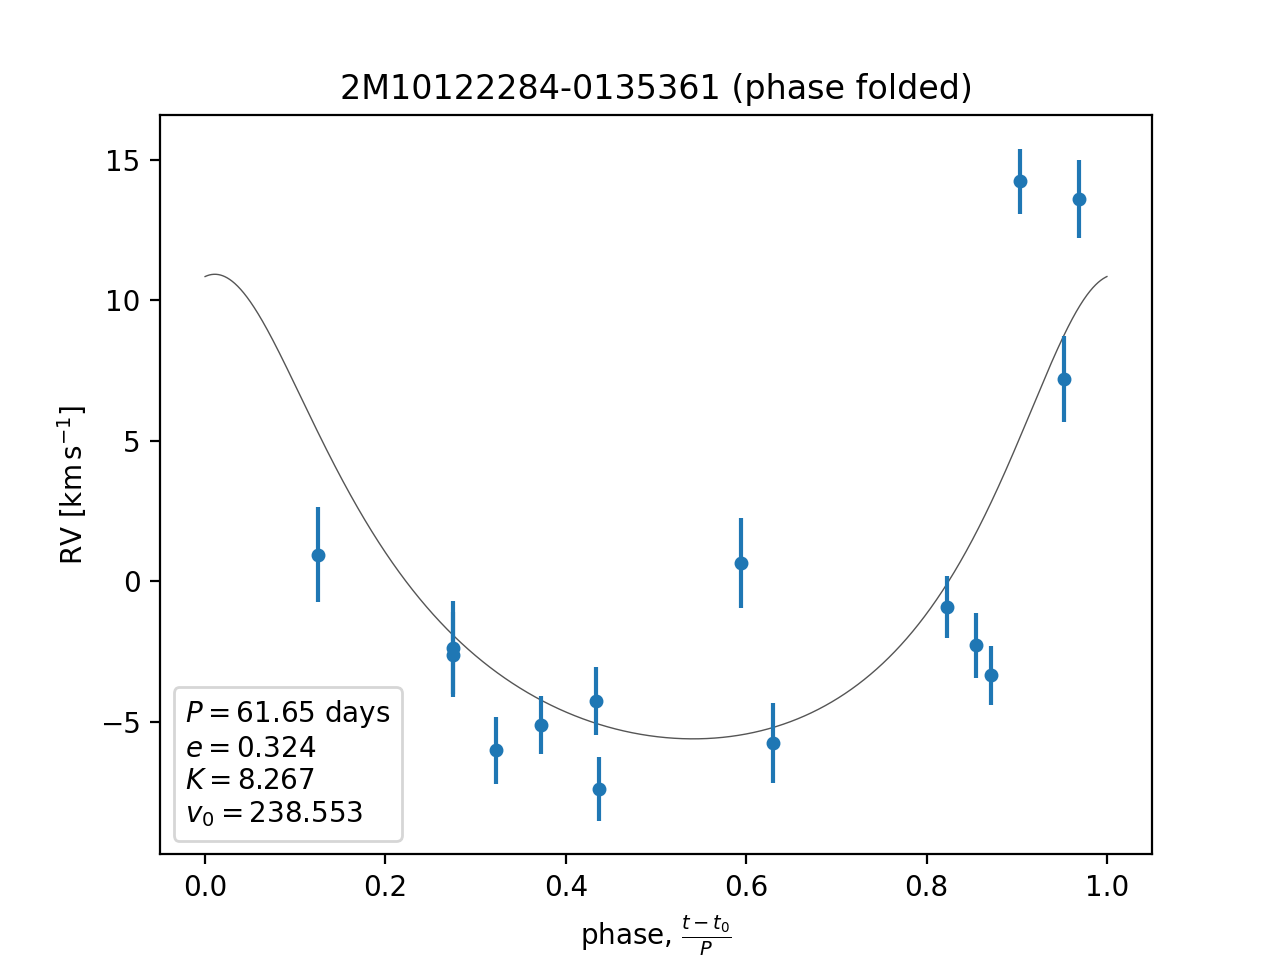 2M10122284-0135361 (phase folded)
RV [km s⁻¹]
15
10
5
0
−5
P = 61.65 days
e = 0.324
K = 8.267
v₀ = 238.553
0.0 0.2 0.4 0.6 0.8 1.0
phase, (t − t₀)/P